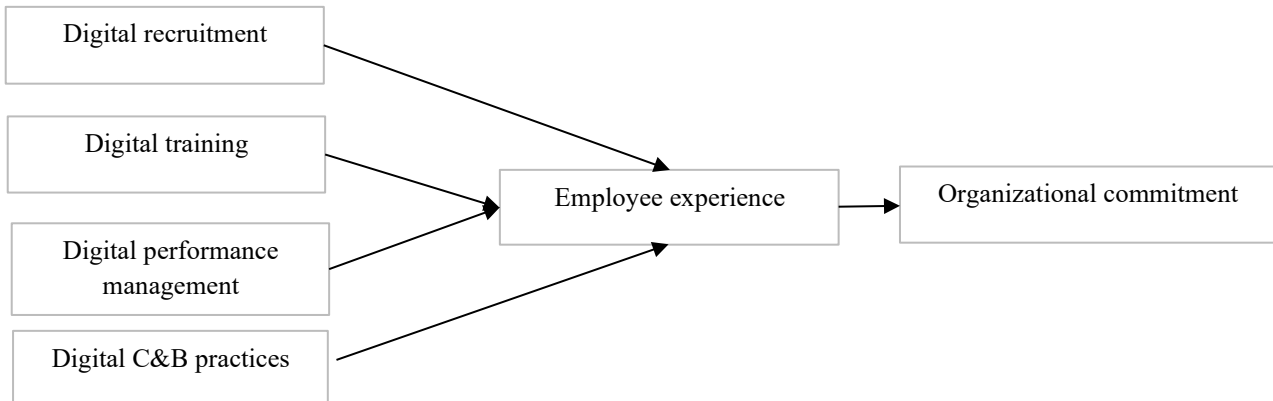 Digital recruitment
Digital training
Digital performance
management
Digital C&B practices
Employee experience
Organizational commitment